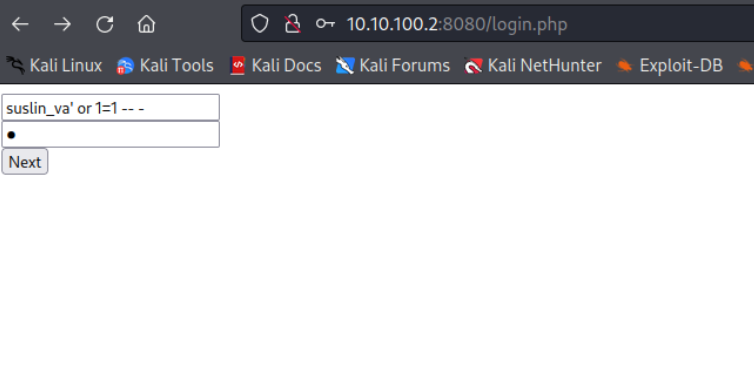 10.10.100.2:8080/login.php
Kali Linux Kali Tools Kali Docs Kali Forums Kali NetHunter Exploit-DB
suslin_va' or 1=1 -- -
●
Next